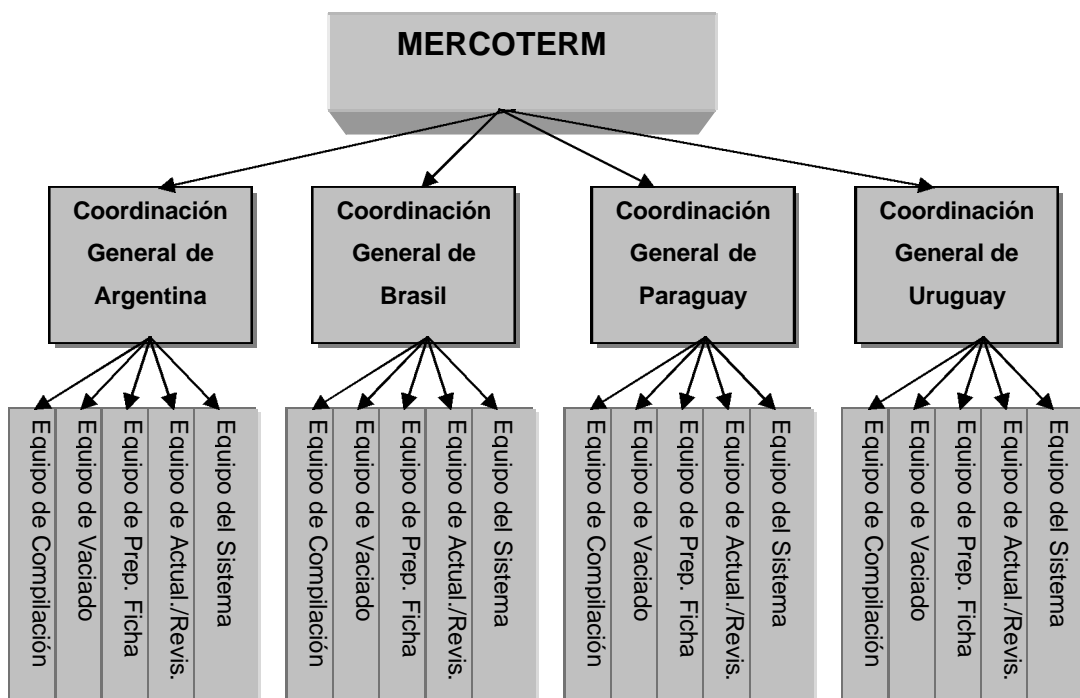 MERCOTERM
Coordinación
General de
Argentina
Coordinación
General de
Brasil
Coordinación
General de
Paraguay
Coordinación
General de
Uruguay
Equipo de Compilación
Equipo de Vaciado
Equipo de Prep. Ficha
Equipo de Actual./Revis.
Equipo del Sistema
Equipo de Compilación
Equipo de Vaciado
Equipo de Prep. Ficha
Equipo de Actual./Revis.
Equipo del Sistema
Equipo de Compilación
Equipo de Vaciado
Equipo de Prep. Ficha
Equipo de Actual./Revis.
Equipo del Sistema
Equipo de Compilación
Equipo de Vaciado
Equipo de Prep. Ficha
Equipo de Actual./Revis.
Equipo del Sistema